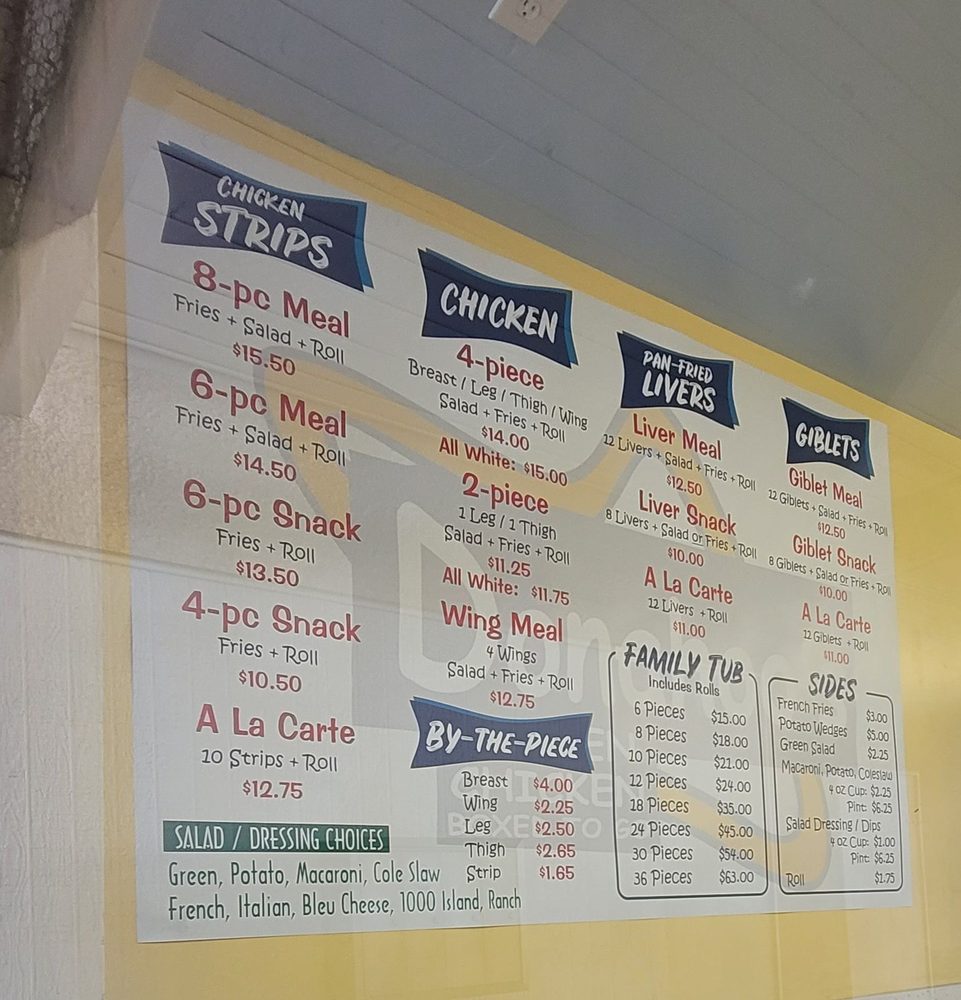 CHICKEN
STRIPS
8-pc Meal
Fries + Salad + Roll
$15.50
6-pc Meal
Fries + Salad + Roll
$14.50
6-pc Snack
Fries + Roll
$13.50
4-pc Snack
Fries + Roll
$10.50
A La Carte
10 Strips + Roll
$12.75
SALAD / DRESSING CHOICES
Green, Potato, Macaroni, Cole Slaw
French, Italian, Bleu Cheese, 1000 Island, Ranch
CHICKEN
4-piece
Breast / Leg / Thigh / Wing
Salad + Fries + Roll
$14.00
All White: $15.00
2-piece
1 Leg / 1 Thigh
Salad + Fries + Roll
$11.25
All White: $11.75
Wing Meal
4 Wings
Salad + Fries + Roll
$12.75
BY-THE-PIECE
Breast $4.00
Wing $2.25
Leg $2.50
Thigh $2.65
Strip $1.65
PAN-FRIED
LIVERS
Liver Meal
12 Livers + Salad + Fries + Roll
$12.50
Liver Snack
8 Livers + Salad or Fries + Roll
$10.00
A La Carte
12 Livers + Roll
$11.00
FAMILY TUB
Includes Rolls
6 Pieces $15.00
8 Pieces $18.00
10 Pieces $21.00
12 Pieces $24.00
18 Pieces $35.00
24 Pieces $45.00
30 Pieces $54.00
36 Pieces $63.00
GIBLETS
Giblet Meal
12 Giblets + Salad + Fries + Roll
$12.50
Giblet Snack
8 Giblets + Salad or Fries + Roll
$10.00
A La Carte
12 Giblets + Roll
$11.00
SIDES
French Fries $3.00
Potato Wedges $5.00
Green Salad $2.25
Macaroni, Potato, Coleslaw
4 oz Cup: $2.25
Pint: $6.25
Salad Dressing / Dips
4 oz Cup: $1.00
Pint: $6.25
Roll $1.75